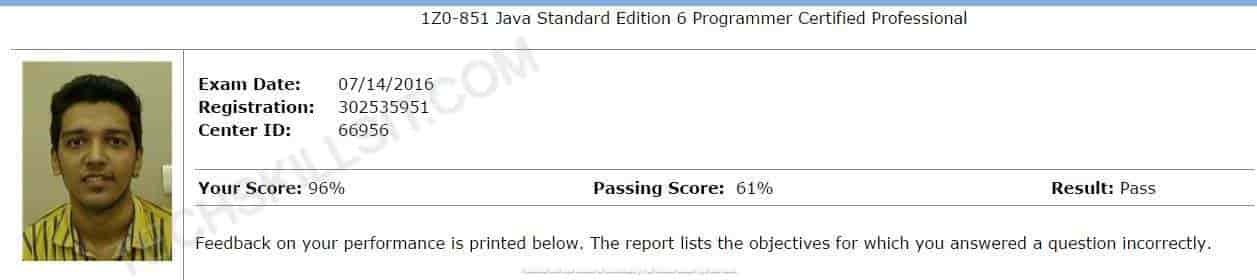 1Z0-851 Java Standard Edition 6 Programmer Certified Professional
Exam Date: 07/14/2016
Registration: 302535951
Center ID: 66956
Your Score: 96% Passing Score: 61% Result: Pass
Feedback on your performance is printed below. The report lists the objectives for which you answered a question incorrectly.